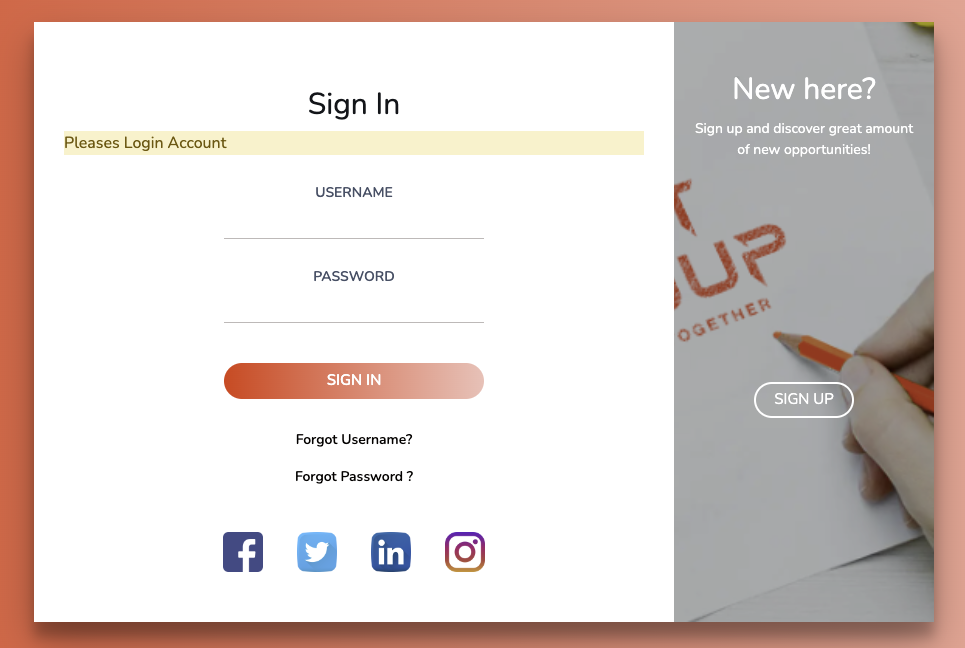 Sign In
Pleases Login Account
USERNAME
PASSWORD
SIGN IN
Forgot Username?
Forgot Password ?
f
in
New here?
Sign up and discover great amount
of new opportunities!
UP
OGETHER
SIGN UP